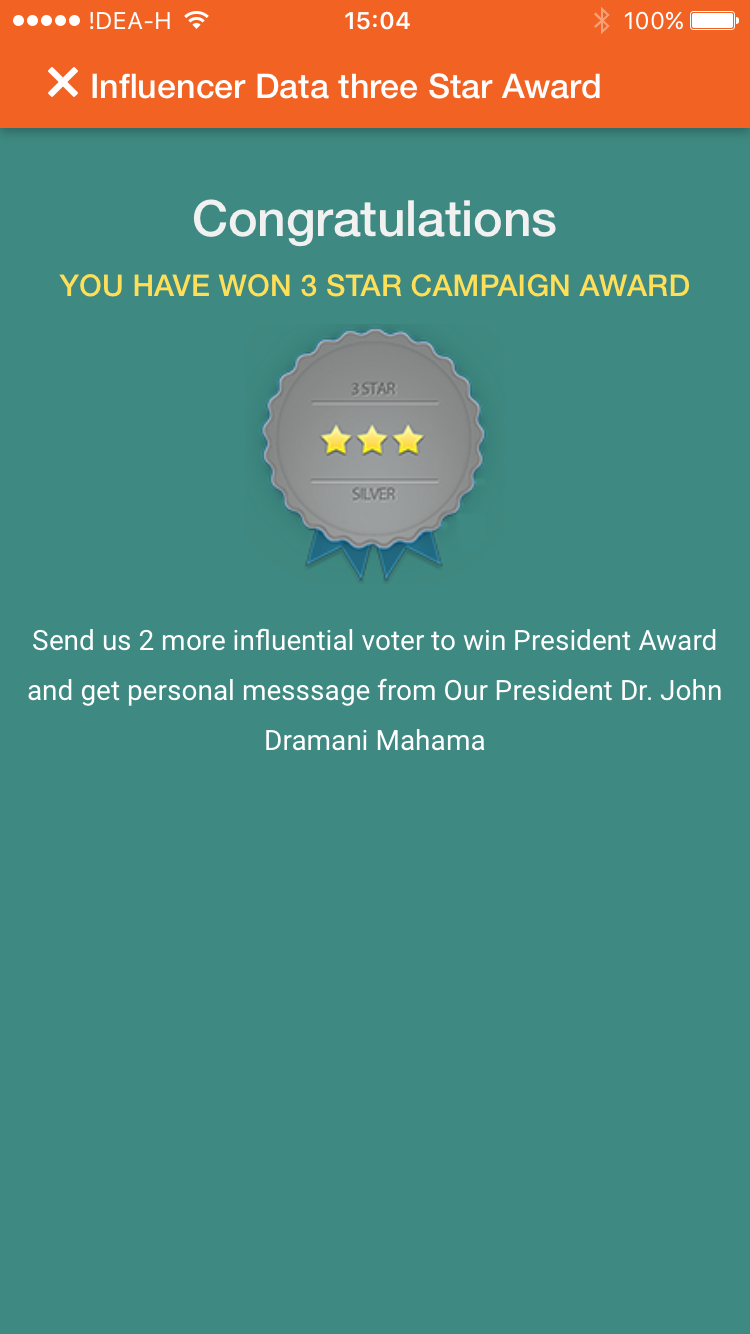 !DEA-H 15:04 100%
Influencer Data three Star Award
Congratulations
YOU HAVE WON 3 STAR CAMPAIGN AWARD
3 STAR
SILVER
Send us 2 more influential voter to win President Award
and get personal messsage from Our President Dr. John
Dramani Mahama